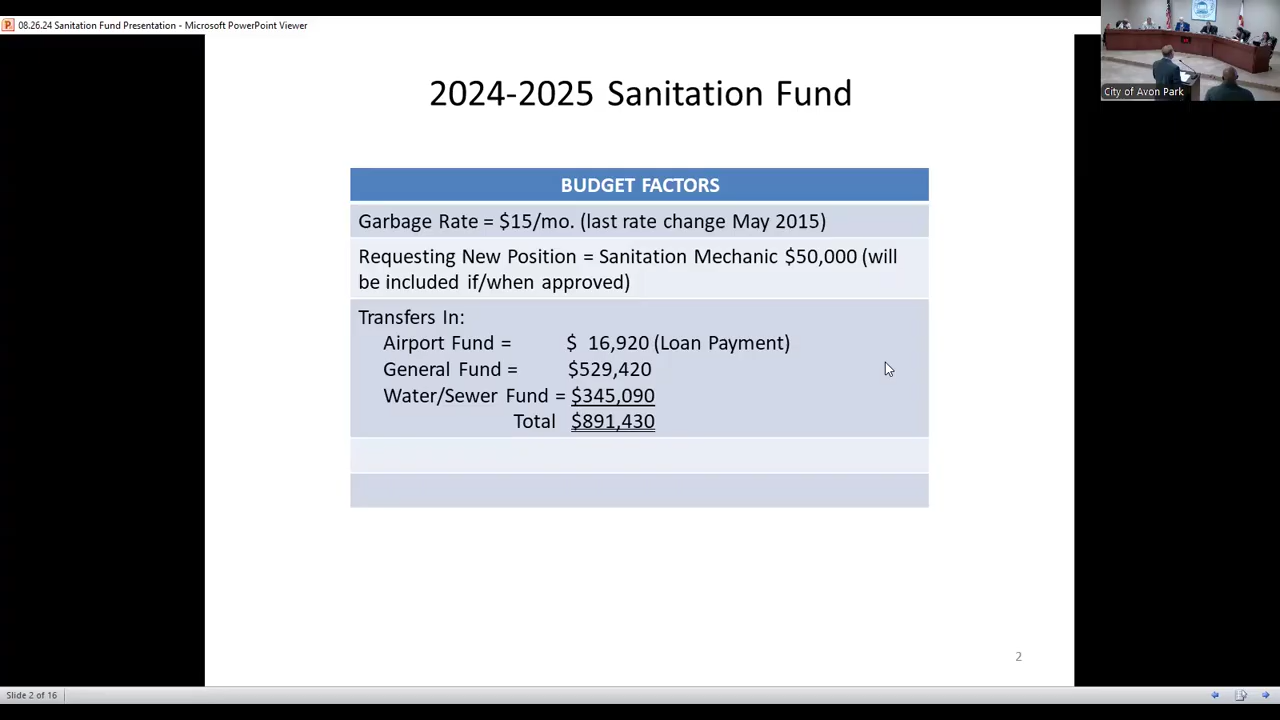 08.26.24 Sanitation Fund Presentation - Microsoft PowerPoint Viewer
City of Avon Park
2024-2025 Sanitation Fund
BUDGET FACTORS
Garbage Rate = $15/mo. (last rate change May 2015)
Requesting New Position = Sanitation Mechanic $50,000 (will
be included if/when approved)
Transfers In:
Airport Fund = $ 16,920 (Loan Payment)
General Fund = $529,420
Water/Sewer Fund = $345,090
Total $891,430
2
Slide 2 of 16